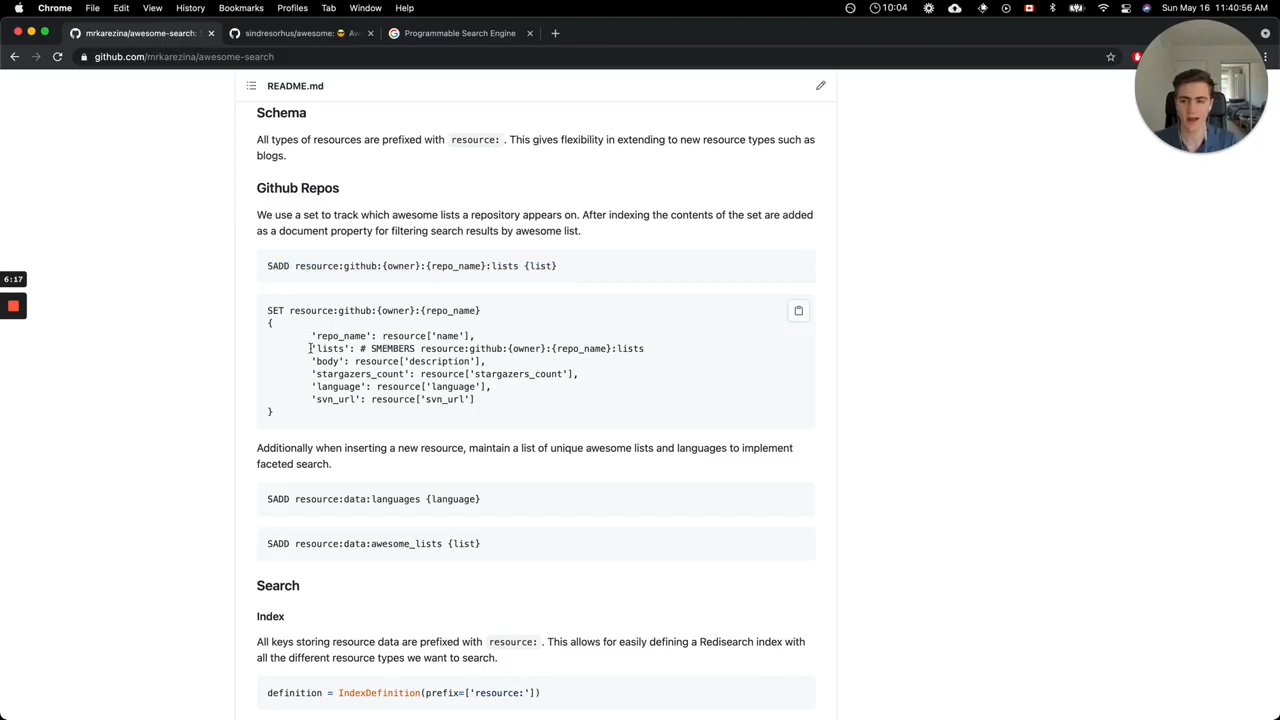 Chrome File Edit View History Bookmarks Profiles Tab Window Help
10:04 Sun May 16 11:40:56 AM
mrkarezina/awesome-search: S
sindresorhus/awesome: 😎 Aw
Programmable Search Engine
github.com/mrkarezina/awesome-search
README.md
Schema
All types of resources are prefixed with resource: . This gives flexibility in extending to new resource types such as
blogs.
Github Repos
We use a set to track which awesome lists a repository appears on. After indexing the contents of the set are added
as a document property for filtering search results by awesome list.
SADD resource:github:{owner}:{repo_name}:lists {list}
6:17
SET resource:github:{owner}:{repo_name}
{
'repo_name': resource['name'],
'lists': # SMEMBERS resource:github:{owner}:{repo_name}:lists
'body': resource['description'],
'stargazers_count': resource['stargazers_count'],
'language': resource['language'],
'svn_url': resource['svn_url']
}
Additionally when inserting a new resource, maintain a list of unique awesome lists and languages to implement
faceted search.
SADD resource:data:languages {language}
SADD resource:data:awesome_lists {list}
Search
Index
All keys storing resource data are prefixed with resource: . This allows for easily defining a Redisearch index with
all the different resource types we want to search.
definition = IndexDefinition(prefix=['resource:'])